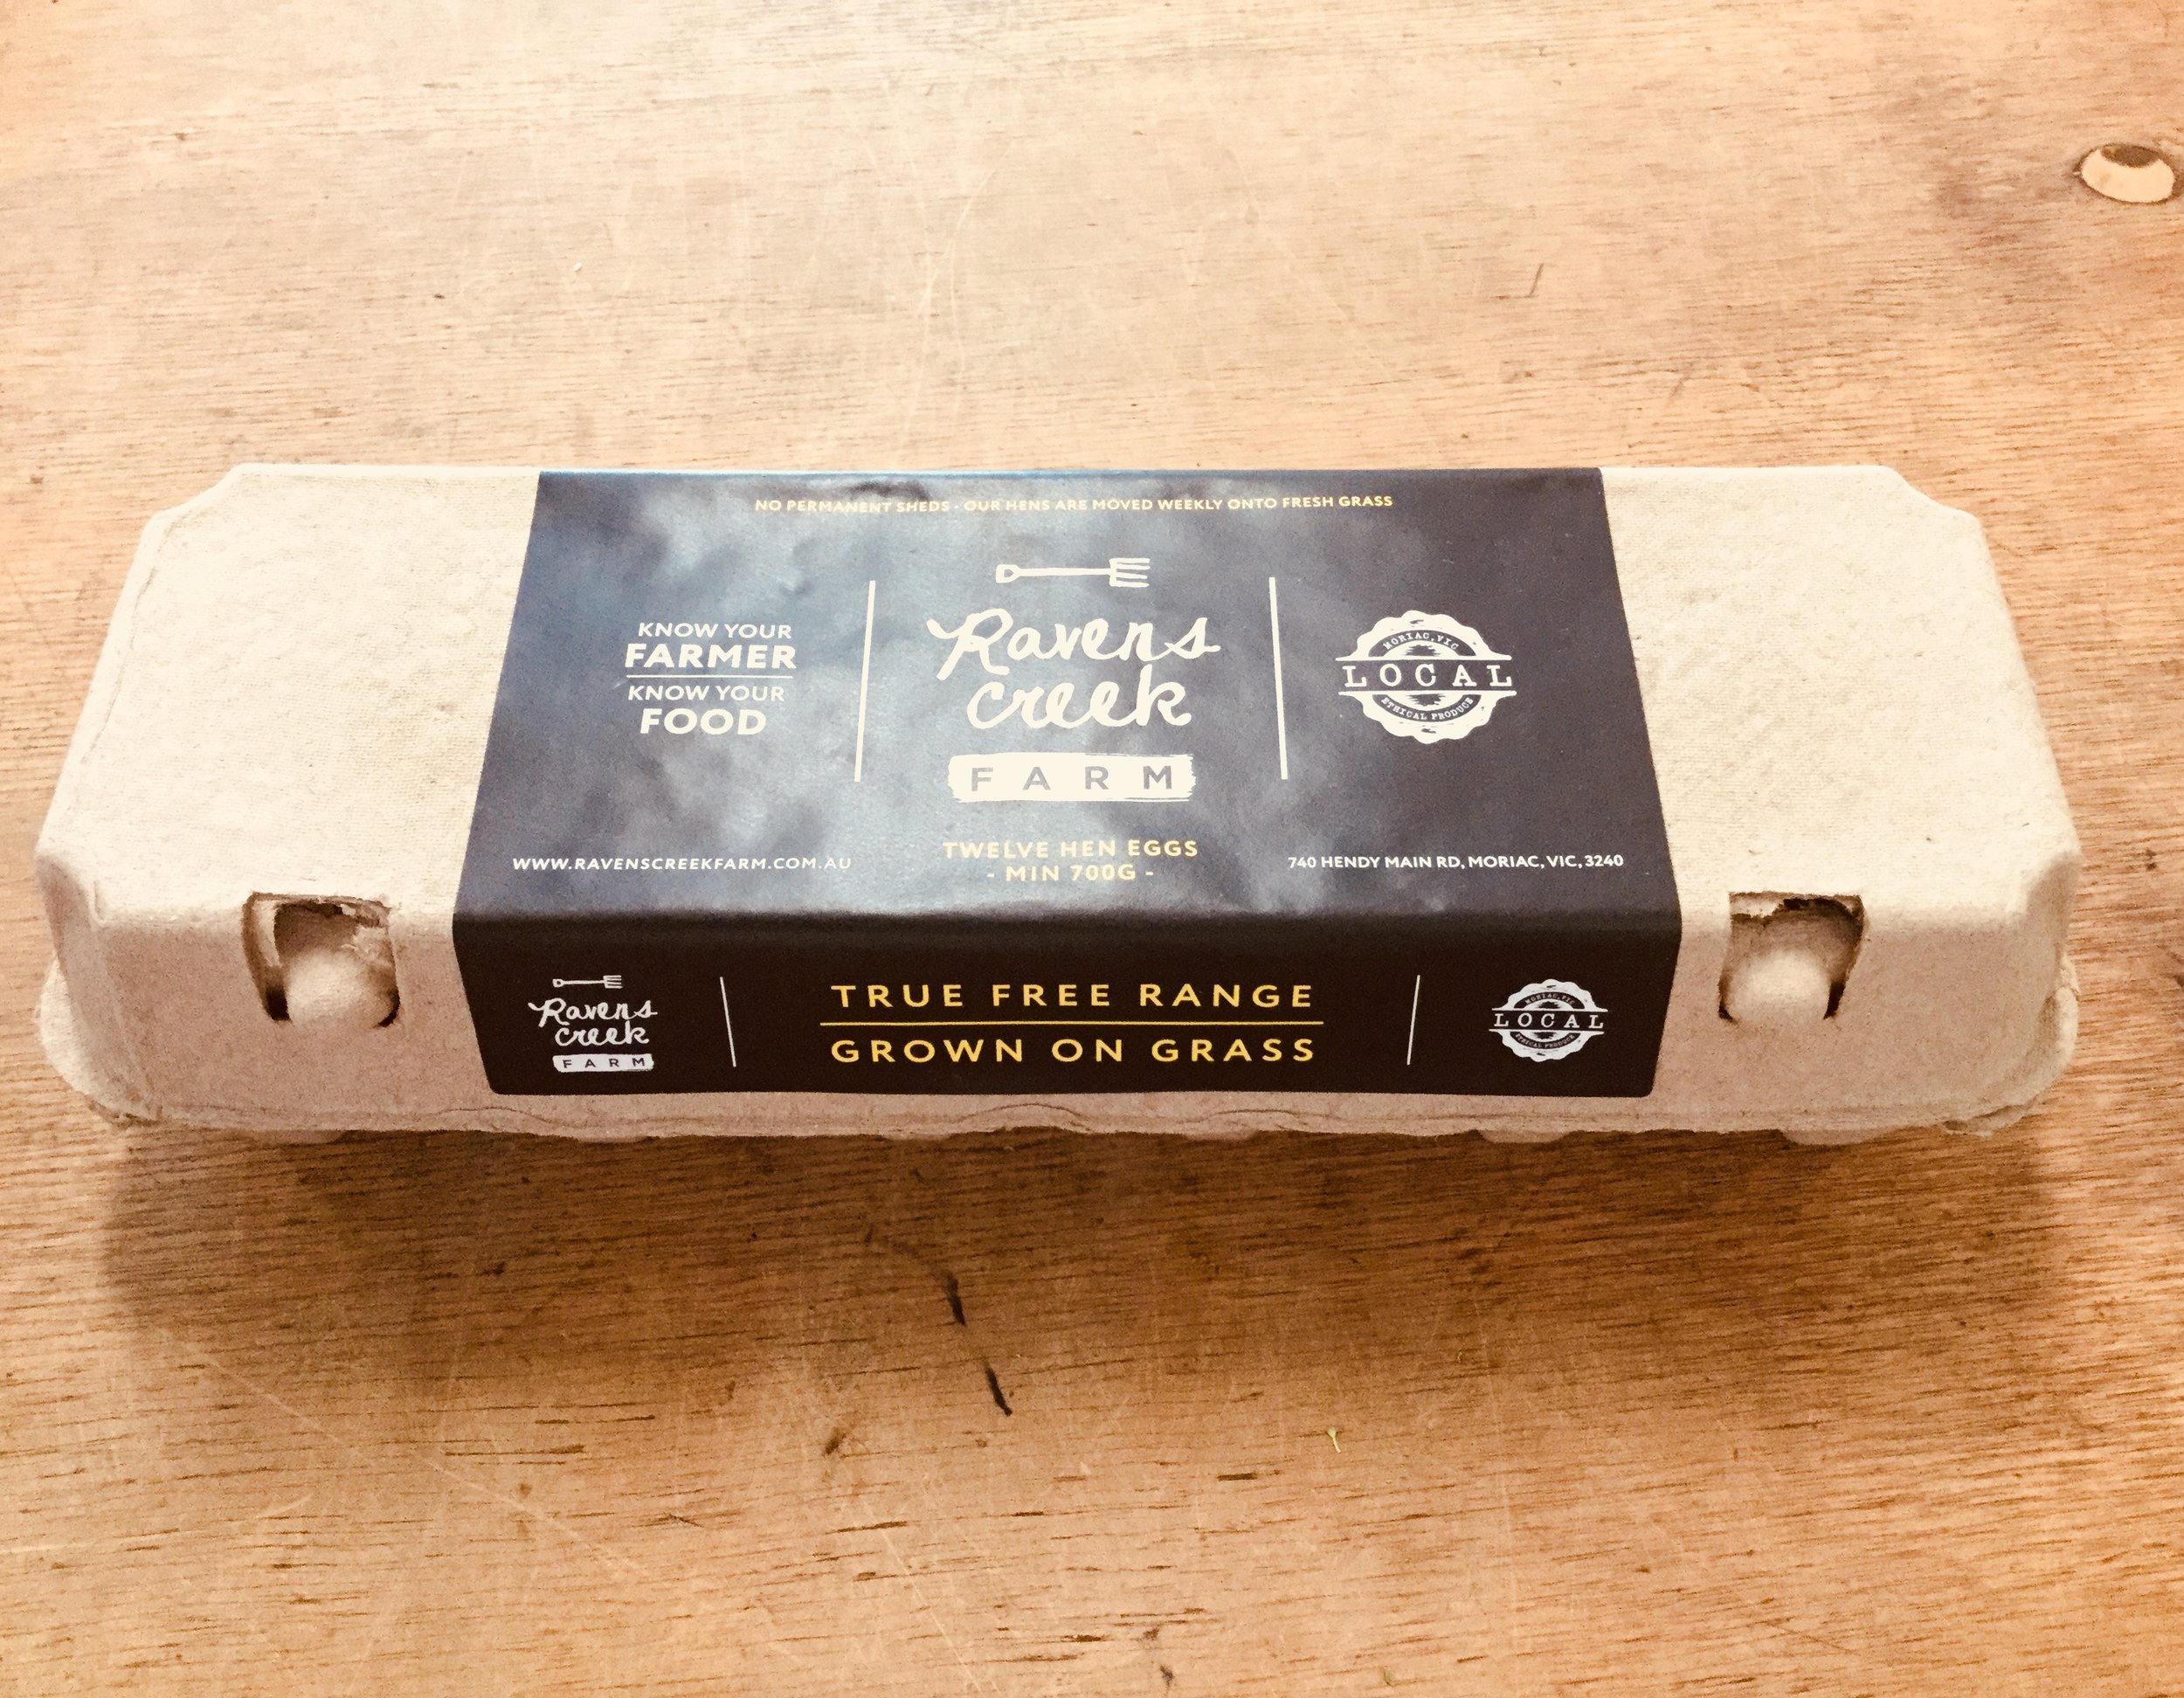 NO PERMANENT SHEDS - OUR HENS ARE MOVED WEEKLY ONTO FRESH GRASS
KNOW YOUR
FARMER
KNOW YOUR
FOOD
Ravens
creek
FARM
MORIAC, VIC
LOCAL
ETHICAL PRODUCE
WWW.RAVENSCREEKFARM.COM.AU
TWELVE HEN EGGS
- MIN 700G -
740 HENDY MAIN RD, MORIAC, VIC, 3240
Ravens
creek
FARM
TRUE FREE RANGE
GROWN ON GRASS
MORIAC, VIC
LOCAL
ETHICAL PRODUCE